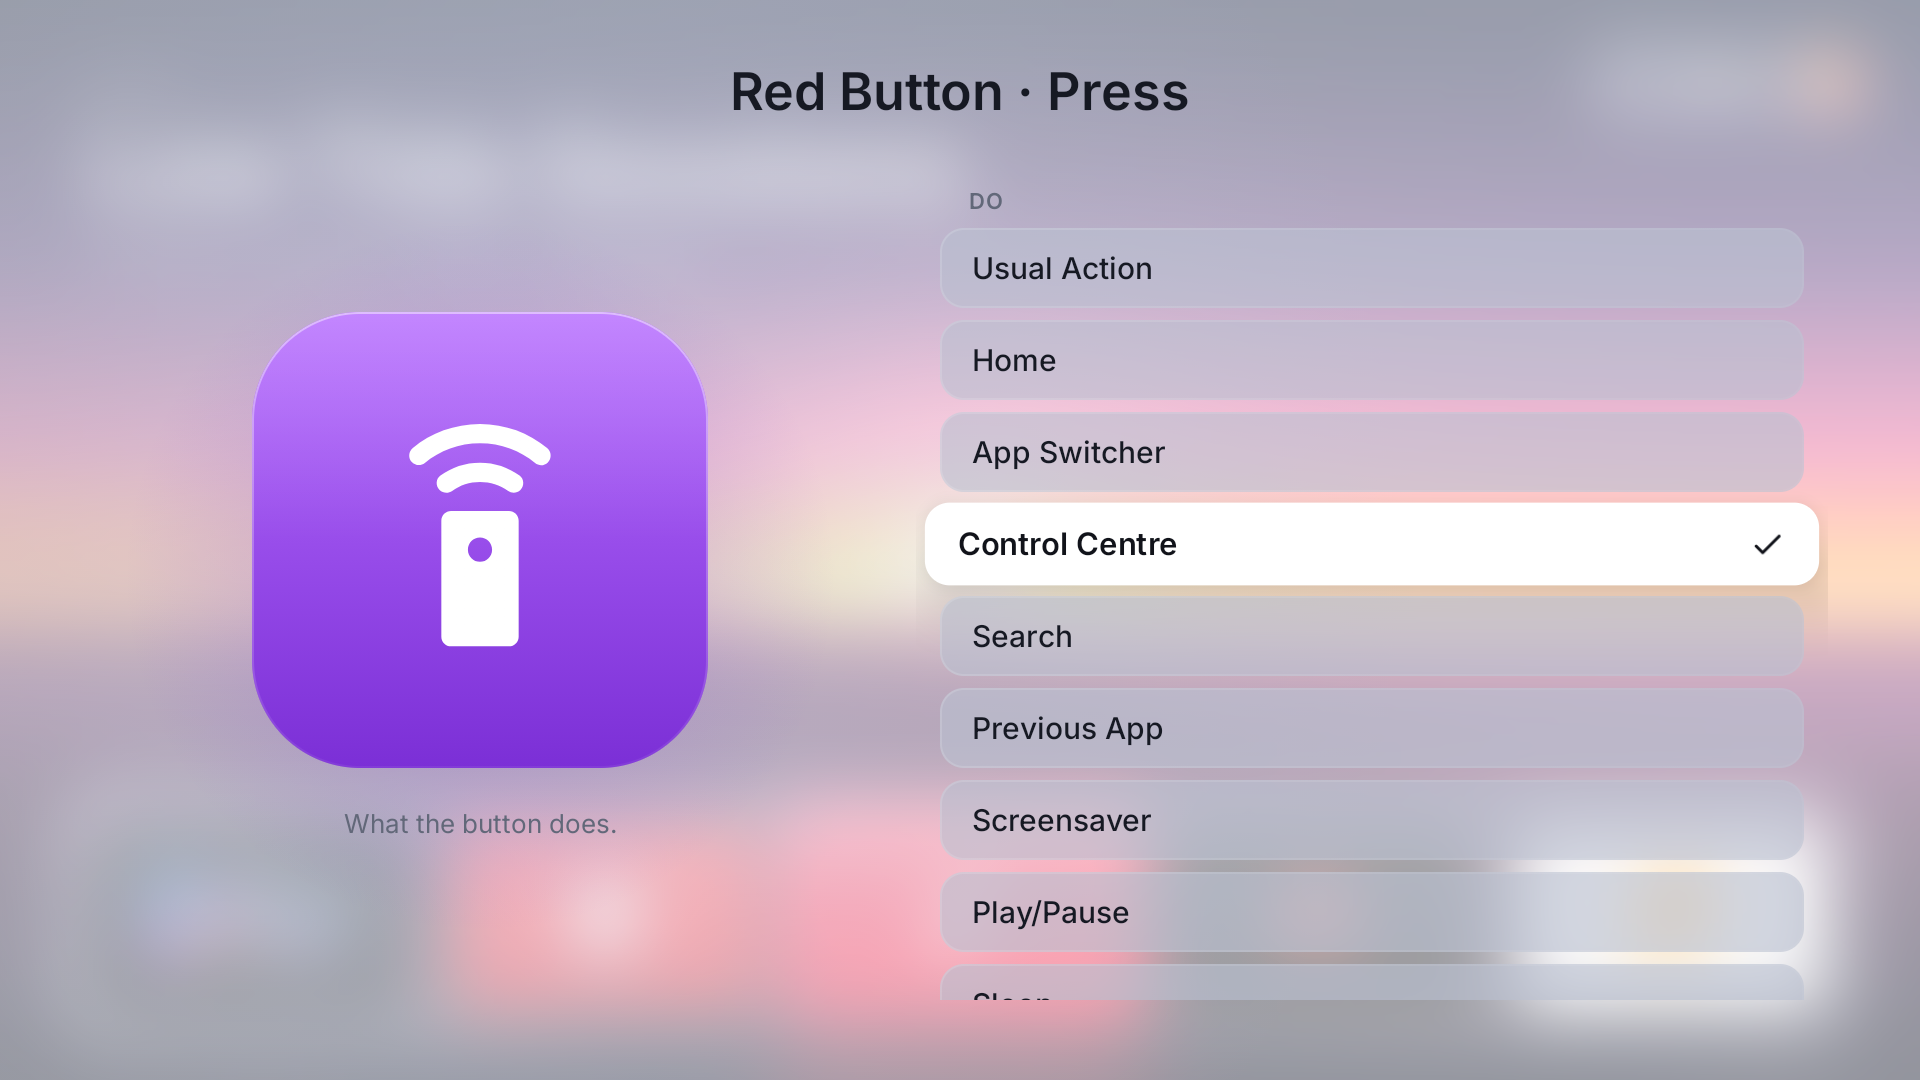 Red Button · Press
DO
Usual Action
Home
App Switcher
Control Centre
Search
Previous App
Screensaver
Play/Pause
What the button does.